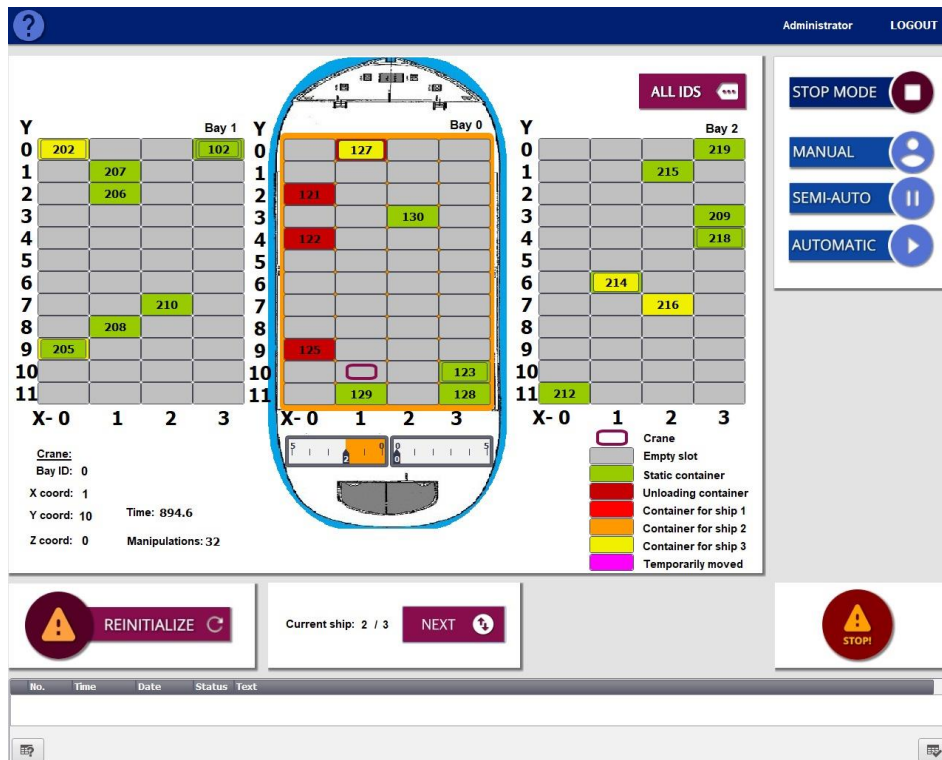 ?
Administrator LOGOUT
ALL IDS
STOP MODE
MANUAL
SEMI-AUTO
AUTOMATIC
Y Bay 1
0 202 102
1 207
2 206
3
4
5
6
7 210
8 208
9 205
10
11
X- 0 1 2 3
Y Bay 0
0 127
1
2 121
3 130
4 122
5
6
7
8
9 125
10 123
11 129 128
X- 0 1 2 3
5 2 0
0 0 5
Y Bay 2
0 219
1 215
2
3 209
4 218
5
6 214
7 216
8
9
10
11 212
X- 0 1 2 3
Crane:
Bay ID: 0
X coord: 1
Y coord: 10
Z coord: 0
Time: 894.6
Manipulations: 32
Crane
Empty slot
Static container
Unloading container
Container for ship 1
Container for ship 2
Container for ship 3
Temporarily moved
REINITIALIZE
Current ship: 2 / 3
NEXT
STOP!
No. Time Date Status Text